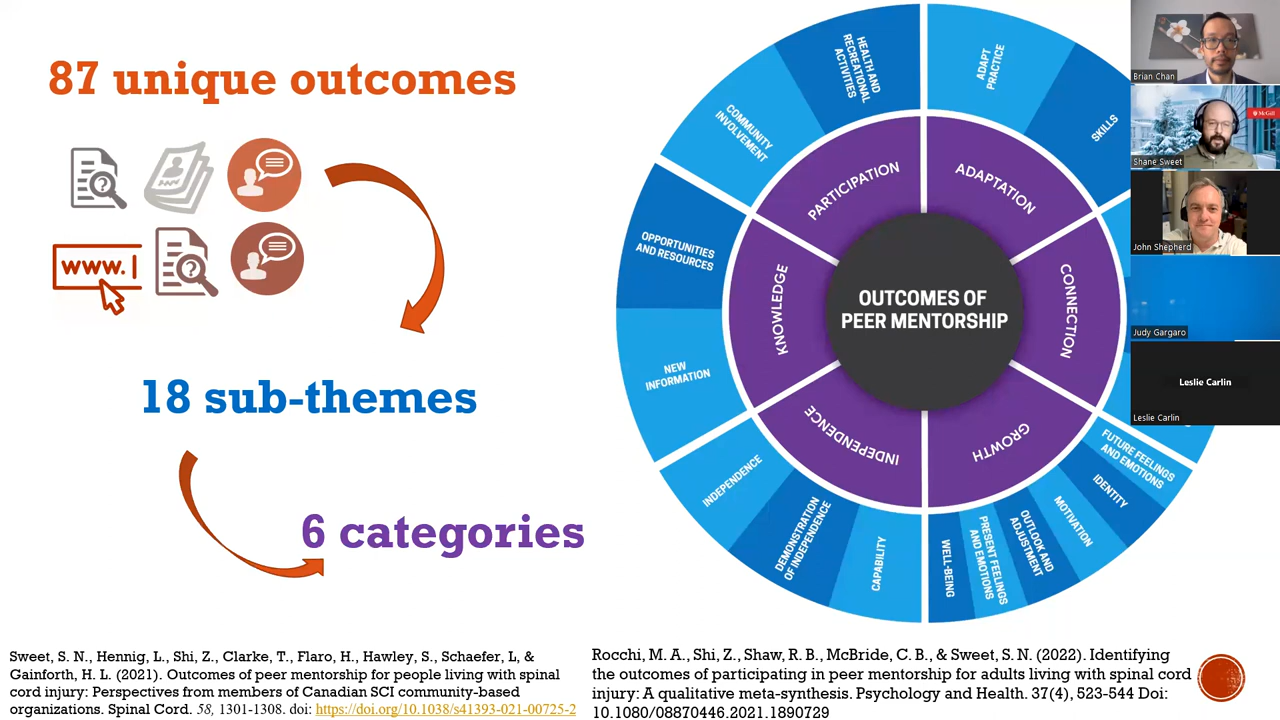 87 unique outcomes
www.
18 sub-themes
6 categories
OUTCOMES OF
PEER MENTORSHIP
PARTICIPATION
ADAPTATION
CONNECTION
GROWTH
INDEPENDENCE
KNOWLEDGE
HEALTH AND
RECREATIONAL
ACTIVITIES
ADAPT
PRACTICE
SKILLS
COMMUNITY
INVOLVEMENT
OPPORTUNITIES
AND RESOURCES
NEW
INFORMATION
INDEPENDENCE
DEMONSTRATION
OF INDEPENDENCE
CAPABILITY
WELL-BEING
PRESENT FEELINGS
AND EMOTIONS
OUTLOOK AND
ADJUSTMENT
MOTIVATION
IDENTITY
FUTURE FEELINGS
AND EMOTIONS
Brian Chan
McGill
Shane Sweet
John Shepherd
Judy Gargaro
Leslie Carlin
Leslie Carlin
Sweet, S. N., Hennig, L., Shi, Z., Clarke, T., Flaro, H., Hawley, S., Schaefer, L, &
Gainforth, H. L. (2021). Outcomes of peer mentorship for people living with spinal
cord injury: Perspectives from members of Canadian SCI community-based
organizations. Spinal Cord. 58, 1301-1308. doi: https://doi.org/10.1038/s41393-021-00725-2
Rocchi, M. A., Shi, Z., Shaw, R. B., McBride, C. B., & Sweet, S. N. (2022). Identifying
the outcomes of participating in peer mentorship for adults living with spinal cord
injury: A qualitative meta-synthesis. Psychology and Health. 37(4), 523-544 Doi:
10.1080/08870446.2021.1890729